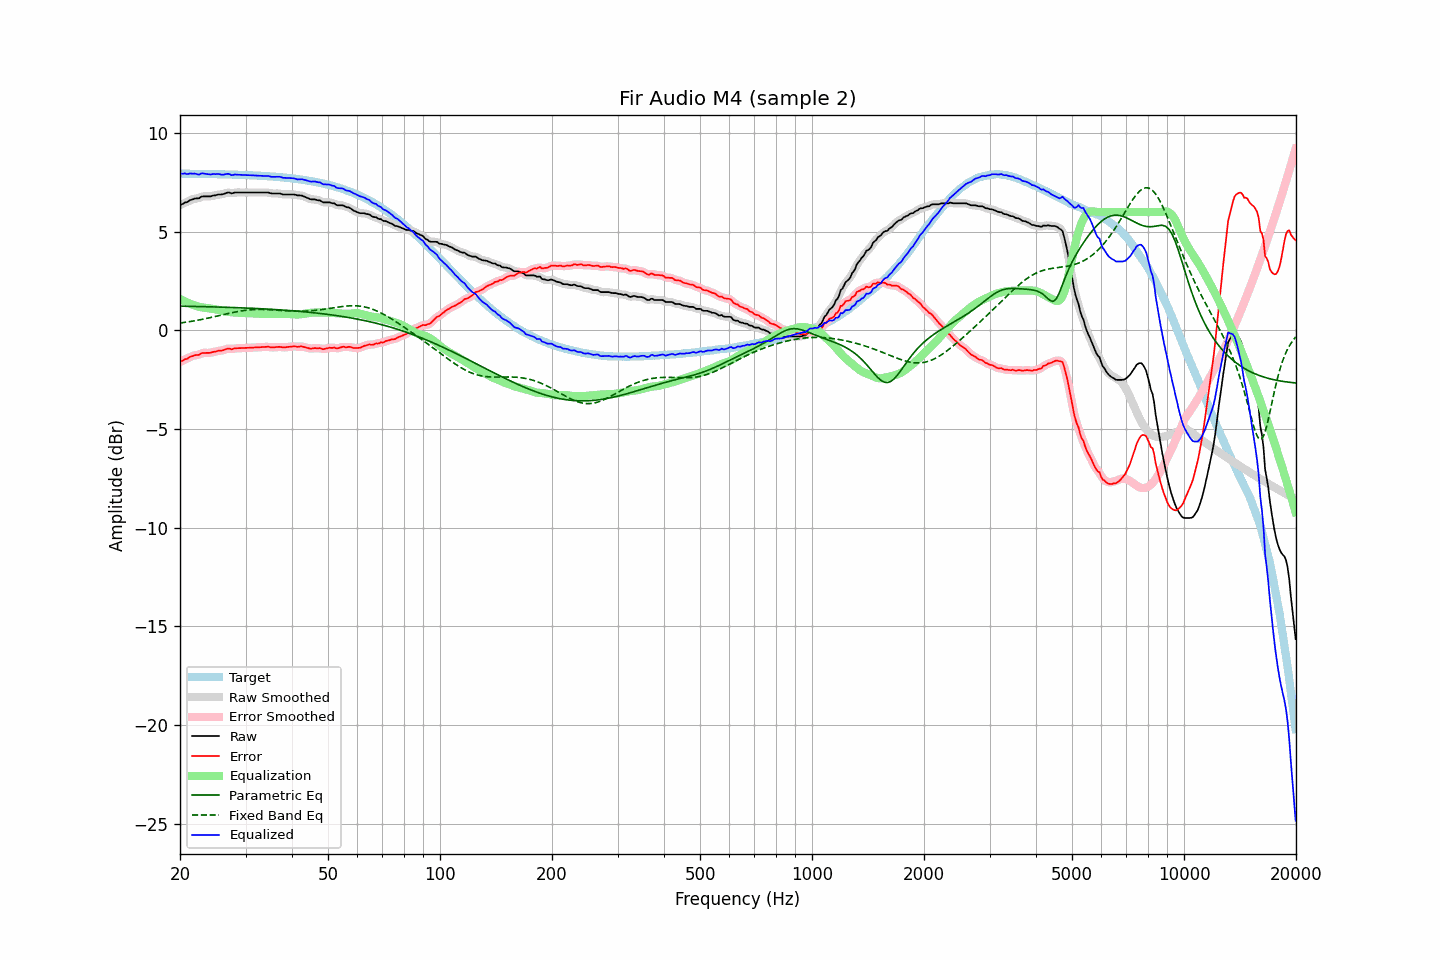 Fir Audio M4 (sample 2)
10
5
0
−5
−10
−15
−20
−25
Amplitude (dBr)
Target
Raw Smoothed
Error Smoothed
Raw
Error
Equalization
Parametric Eq
Fixed Band Eq
Equalized
20 50 100 200 500 1000 2000 5000 10000 20000
Frequency (Hz)